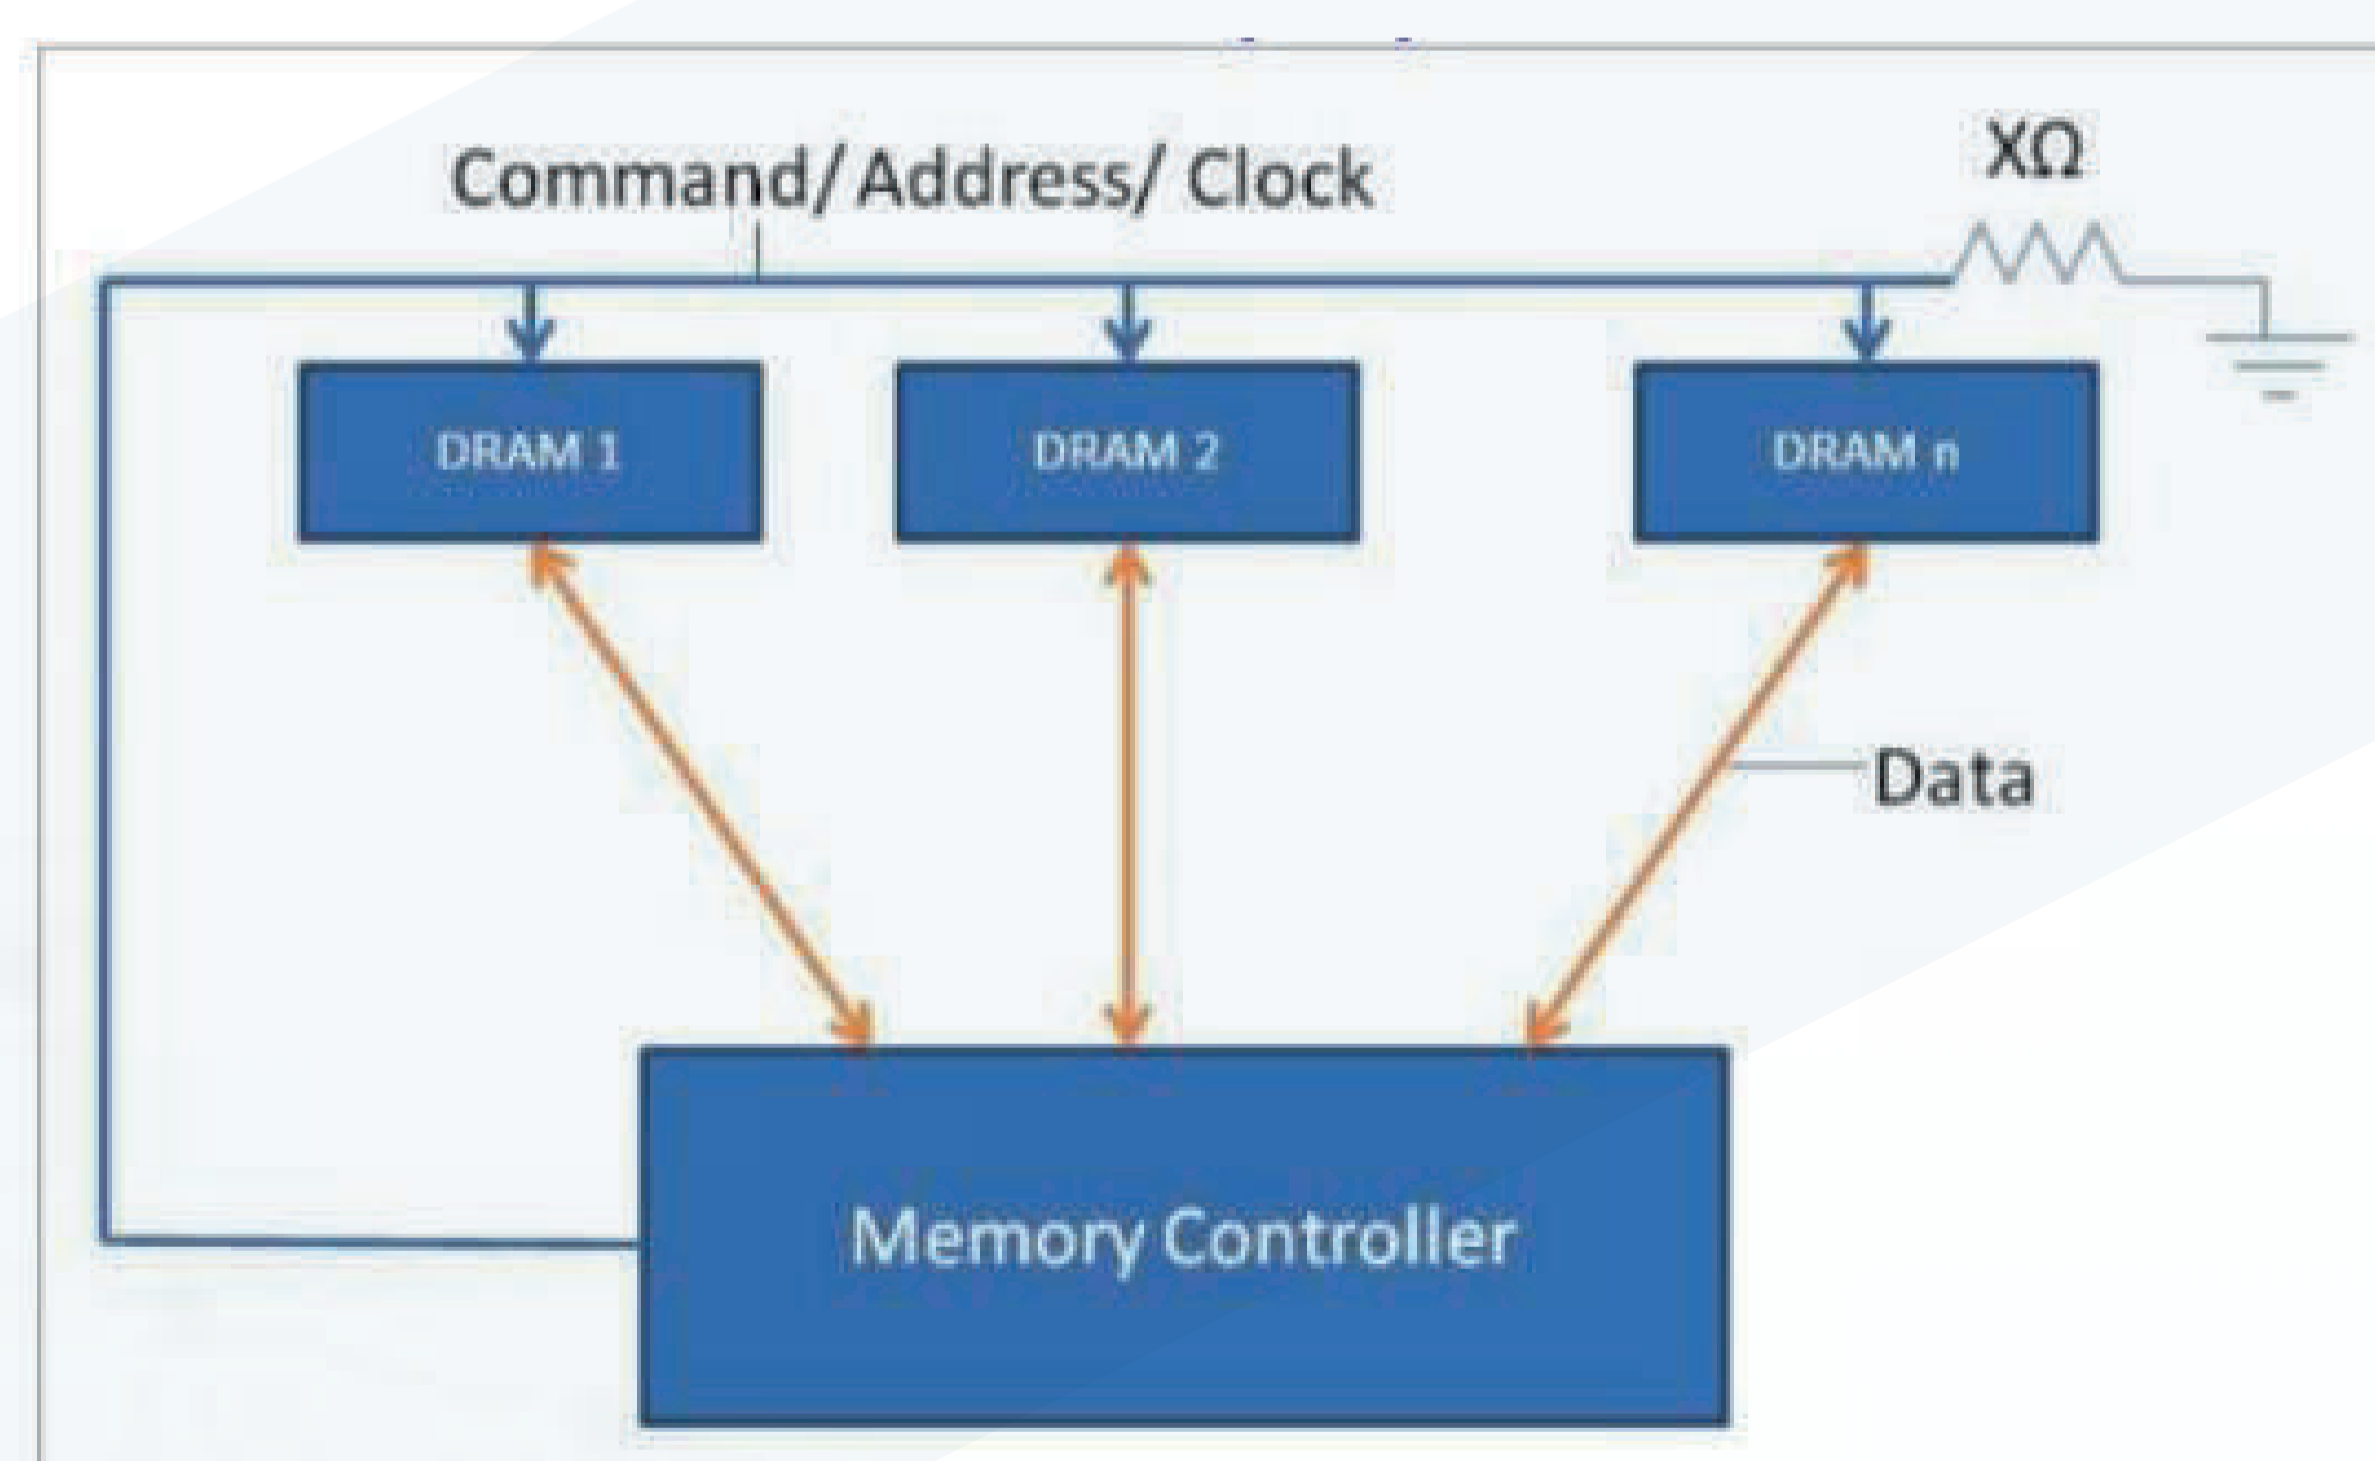 Command/ Address/ Clock
XΩ
DRAM 1
DRAM 2
DRAM n
Data
Memory Controller